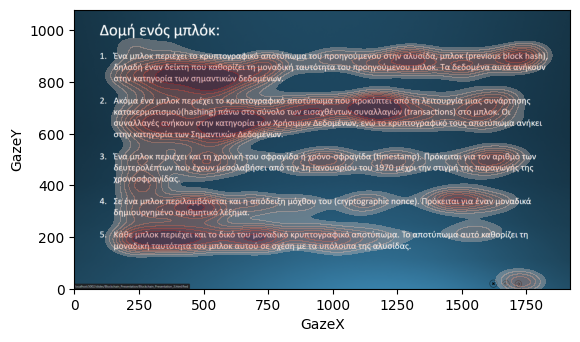 Δομή ενός μπλόκ:
1. Ένα μπλοκ περιέχει το κρυπτογραφικό αποτύπωμα του προηγούμενου στην αλυσίδα, μπλοκ (previous block hash),
δηλαδή έναν δείκτη που καθορίζει τη μοναδική ταυτότητα του προηγούμενου μπλοκ. Τα δεδομένα αυτά ανήκουν
στην κατηγορία των σημαντικών δεδομένων.
2. Ακόμα ένα μπλοκ περιέχει το κρυπτογραφικό αποτύπωμα που προκύπτει από τη λειτουργία μιας συνάρτησης
κατακερματισμού(hashing) πάνω στο σύνολο των εισαχθέντων συναλλαγών (transactions) στο μπλοκ. Οι
συναλλαγές ανήκουν στην κατηγορία των Χρήσιμων Δεδομένων, ενώ το κρυπτογραφικό τους αποτύπωμα ανήκει
στην κατηγορία των Σημαντικών Δεδομένων.
3. Ένα μπλοκ περιέχει και τη χρονική του σφραγίδα ή χρόνο-σφραγίδα (timestamp). Πρόκειται για τον αριθμό των
δευτερολέπτων που έχουν μεσολαβήσει από την 1η Ιανουαρίου του 1970 μέχρι την στιγμή της παραγωγής της
χρονοσφραγίδας.
4. Σε ένα μπλοκ περιλαμβάνεται και η απόδειξη μόχθου του (cryptographic nonce). Πρόκειται για έναν μοναδικά
δημιουργημένο αριθμητικό λέξημα.
5. Κάθε μπλοκ περιέχει και το δικό του μοναδικό κρυπτογραφικό αποτύπωμα. Το αποτύπωμα αυτό καθορίζει τη
μοναδική ταυτότητα του μπλοκ αυτού σε σχέση με τα υπόλοιπα της αλυσίδας.
GazeY
1000
800
600
400
200
0
0 250 500 750 1000 1250 1500 1750
GazeX